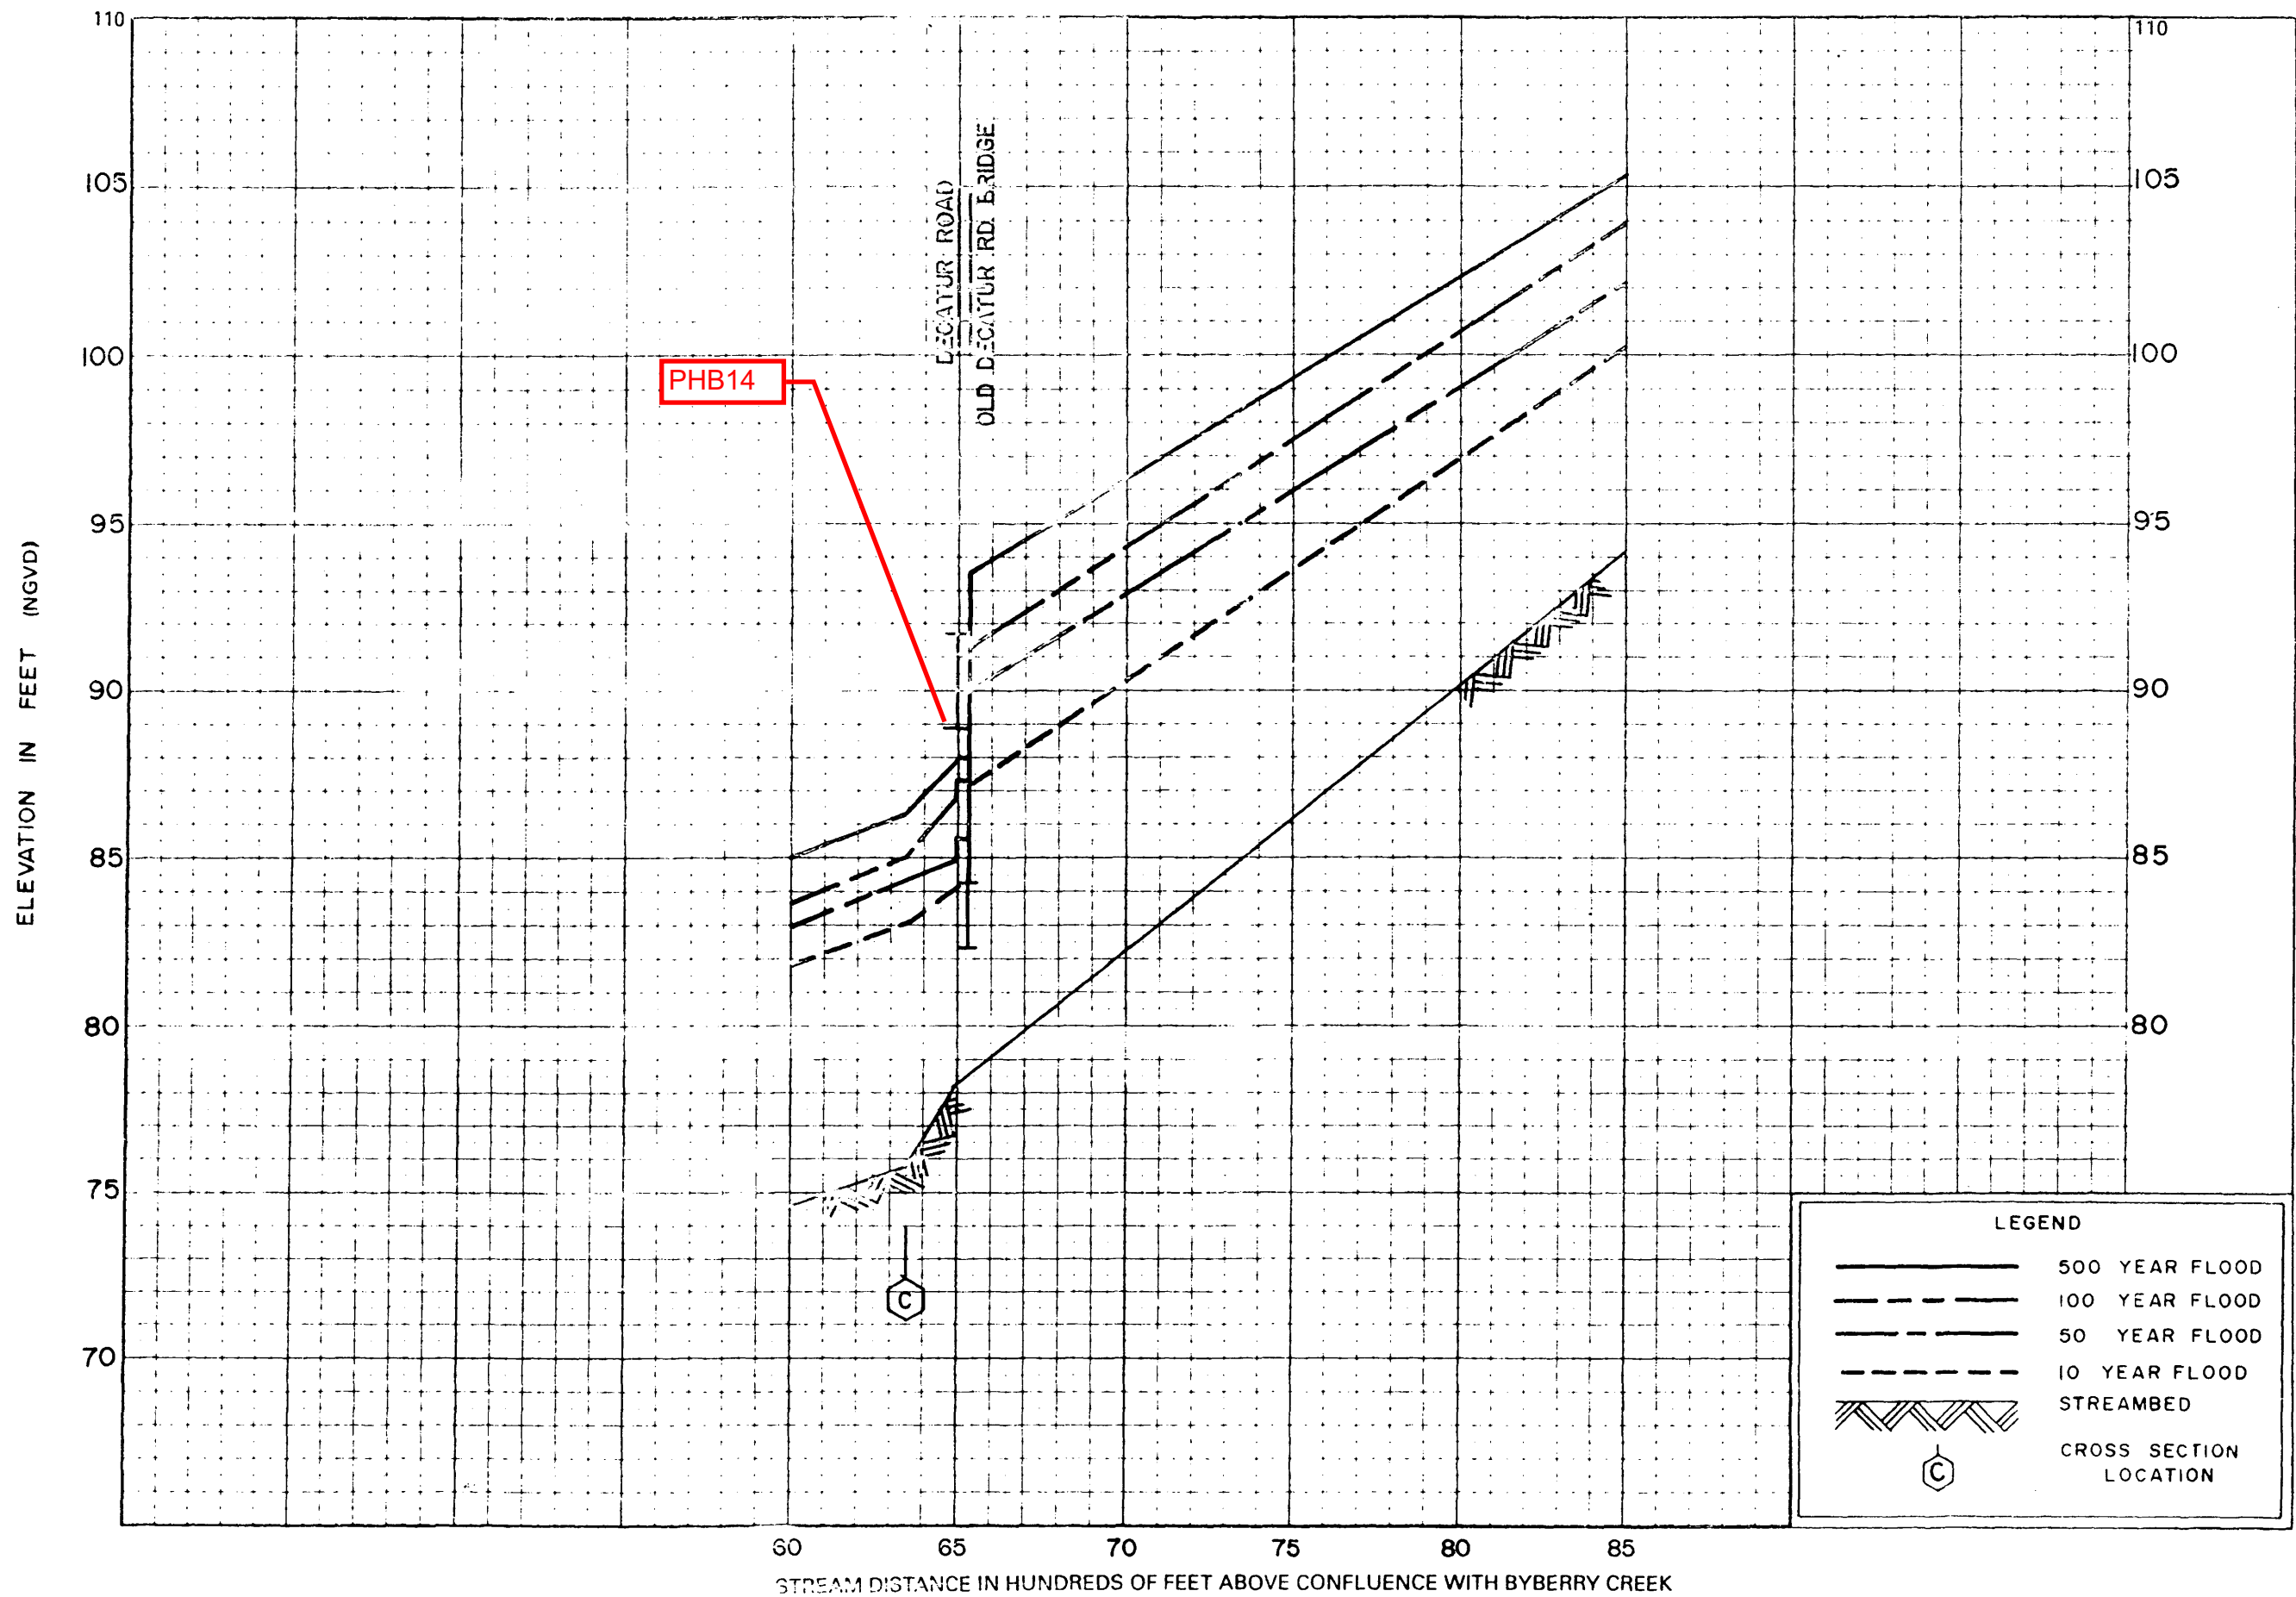 110
105
100
95
90
85
80
75
70
ELEVATION IN FEET (NGVD)
DECATUR ROAD
OLD DECATUR RD. BRIDGE
PHB14
110
105
100
95
90
85
80
C
60
65
70
75
80
85
STREAM DISTANCE IN HUNDREDS OF FEET ABOVE CONFLUENCE WITH BYBERRY CREEK
LEGEND
500 YEAR FLOOD
100 YEAR FLOOD
50 YEAR FLOOD
10 YEAR FLOOD
STREAMBED
C
CROSS SECTION
LOCATION